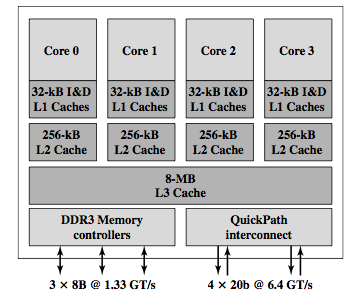 Core 0
Core 1
Core 2
Core 3
32-kB I&D
L1 Caches
32-kB I&D
L1 Caches
32-kB I&D
L1 Caches
32-kB I&D
L1 Caches
256-kB
L2 Cache
256-kB
L2 Cache
256-kB
L2 Cache
256-kB
L2 Cache
8-MB
L3 Cache
DDR3 Memory
controllers
QuickPath
interconnect
3 × 8B @ 1.33 GT/s
4 × 20b @ 6.4 GT/s